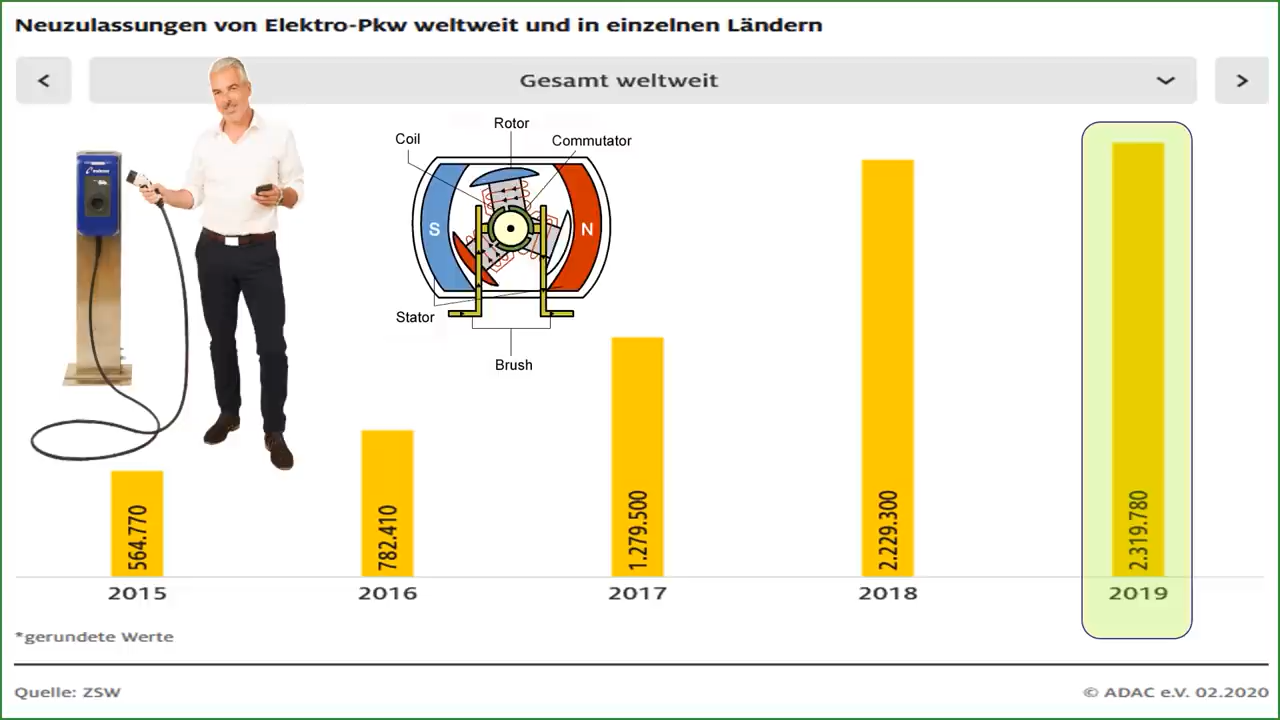 Neuzulassungen von Elektro-Pkw weltweit und in einzelnen Ländern
< Gesamt weltweit >
Rotor
Coil
Commutator
S
N
Stator
Brush
564.770
782.410
1.279.500
2.229.300
2.319.780
2015 2016 2017 2018 2019
*gerundete Werte
Quelle: ZSW © ADAC e.V. 02.2020